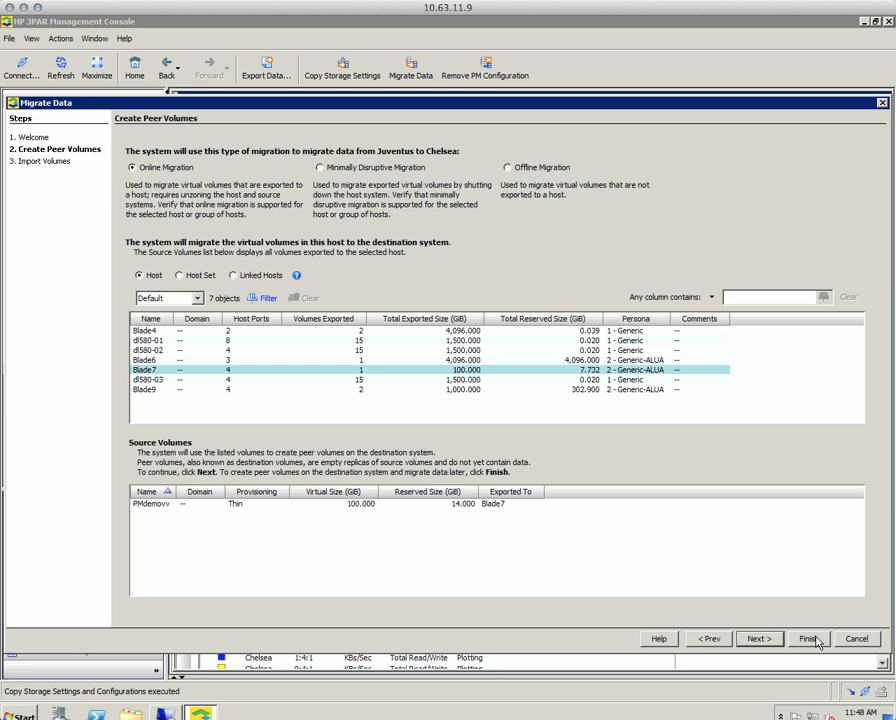 10.63.11.9
HP 3PAR Management Console
File View Actions Window Help
Connect... Refresh Maximize Home Back Forward Export Data... Copy Storage Settings Migrate Data Remove PM Configuration
Migrate Data
Steps
1. Welcome
2. Create Peer Volumes
3. Import Volumes
Create Peer Volumes
The system will use this type of migration to migrate data from Juventus to Chelsea:
Online Migration Minimally Disruptive Migration Offline Migration
Used to migrate virtual volumes that are exported to a host; requires unzoning the host and source systems. Verify that online migration is supported for the selected host or group of hosts.
Used to migrate exported virtual volumes by shutting down the host system. Verify that minimally disruptive migration is supported for the selected host or group of hosts.
Used to migrate virtual volumes that are not exported to a host.
The system will migrate the virtual volumes in this host to the destination system.
The Source Volumes list below displays all volumes exported to the selected host.
Host Host Set Linked Hosts ?
Default 7 objects Filter Clear Any column contains: Clear
Name Domain Host Ports Volumes Exported Total Exported Size (GB) Total Reserved Size (GB) Persona Comments
Blade4 -- 2 2 4,096.000 0.039 1 - Generic --
dl580-01 -- 8 15 1,500.000 0.020 1 - Generic --
dl580-02 -- 4 15 1,500.000 0.020 1 - Generic --
Blade6 -- 3 1 4,096.000 4,096.000 2 - Generic-ALUA --
Blade7 -- 4 1 100.000 7.732 2 - Generic-ALUA --
dl580-03 -- 4 15 1,500.000 0.020 1 - Generic --
Blade9 -- 4 2 1,000.000 302.900 2 - Generic-ALUA --
Source Volumes
The system will use the listed volumes to create peer volumes on the destination system.
Peer volumes, also known as destination volumes, are empty replicas of source volumes and do not yet contain data.
To continue, click Next. To create peer volumes on the destination system and migrate data later, click Finish.
Name Domain Provisioning Virtual Size (GB) Reserved Size (GB) Exported To
PMdemovv -- Thin 100.000 14.000 Blade7
Help < Prev Next > Finish Cancel
Chelsea 1:4:1 KBs/Sec Total Read/Write Plotting
Copy Storage Settings and Configurations executed
Start 11:48 AM